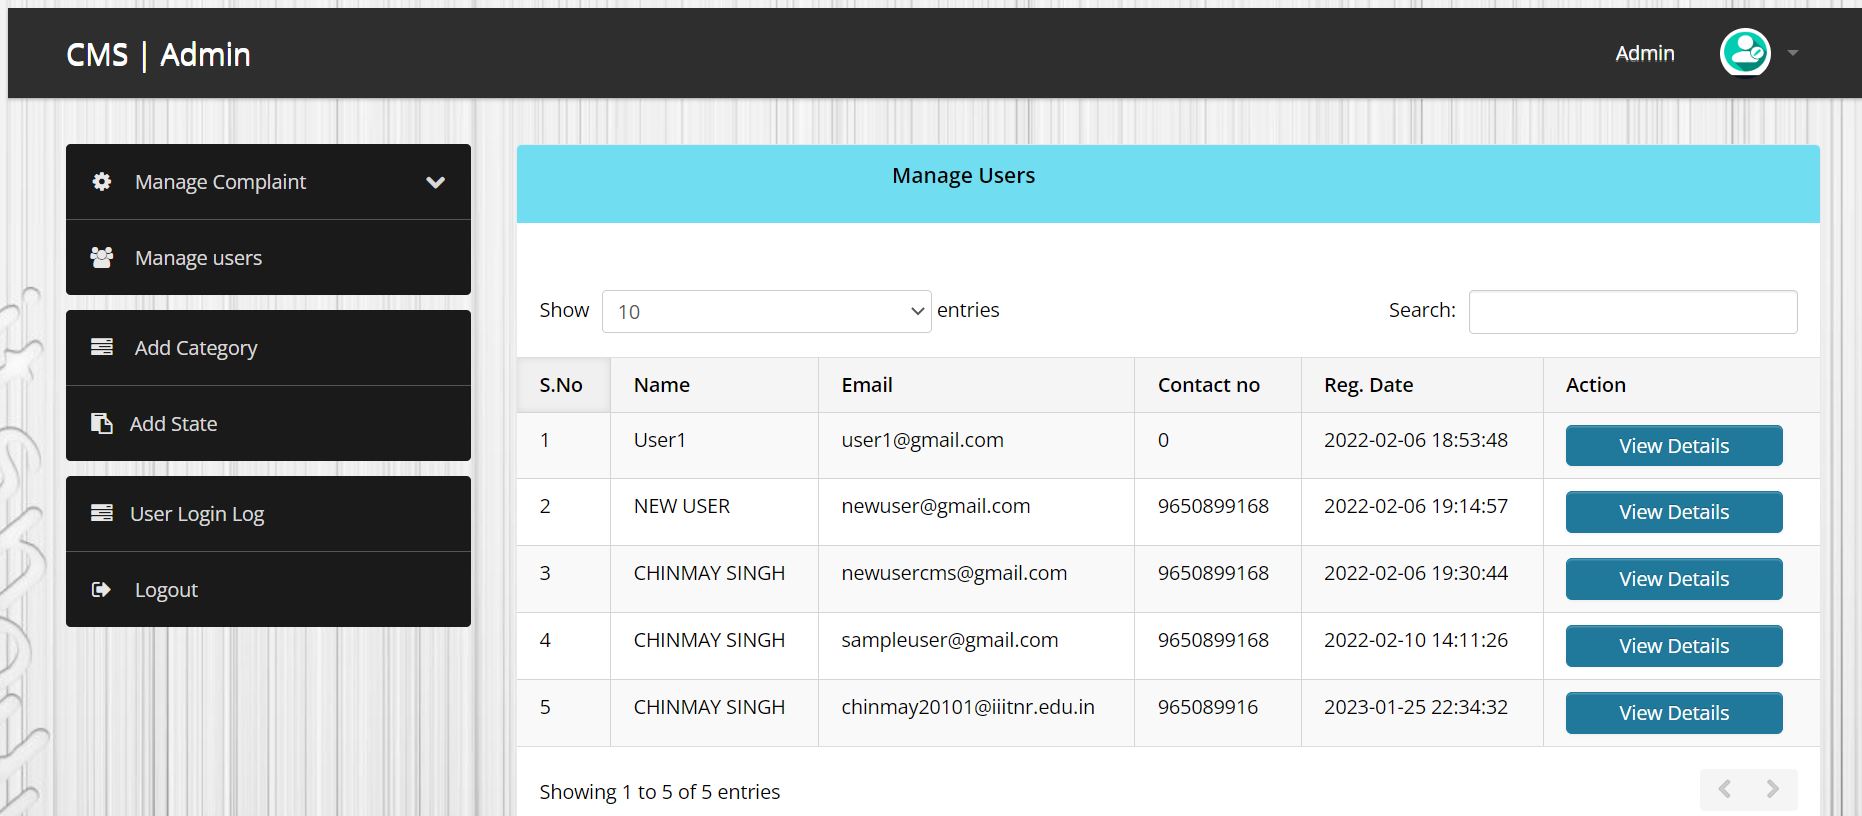 CMS | Admin
Admin
Manage Complaint
Manage users
Add Category
Add State
User Login Log
Logout
Manage Users
Show 10 entries
Search:
S.No Name Email Contact no Reg. Date Action
1 User1 user1@gmail.com 0 2022-02-06 18:53:48 View Details
2 NEW USER newuser@gmail.com 9650899168 2022-02-06 19:14:57 View Details
3 CHINMAY SINGH newusercms@gmail.com 9650899168 2022-02-06 19:30:44 View Details
4 CHINMAY SINGH sampleuser@gmail.com 9650899168 2022-02-10 14:11:26 View Details
5 CHINMAY SINGH chinmay20101@iiitnr.edu.in 965089916 2023-01-25 22:34:32 View Details
Showing 1 to 5 of 5 entries